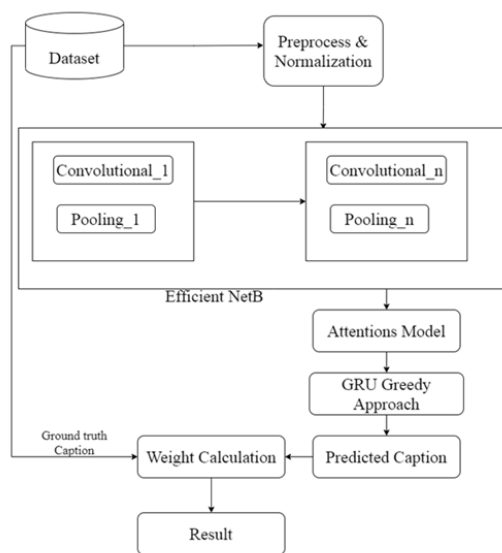 Dataset
Preprocess &
Normalization
Convolutional_1
Convolutional_n
Pooling_1
Pooling_n
Efficient NetB
Attentions Model
GRU Greedy
Approach
Ground truth
Caption
Weight Calculation
Predicted Caption
Result